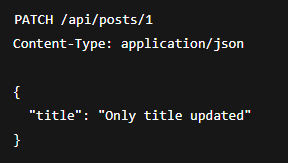 PATCH /api/posts/1
Content-Type: application/json

{
  "title": "Only title updated"
}